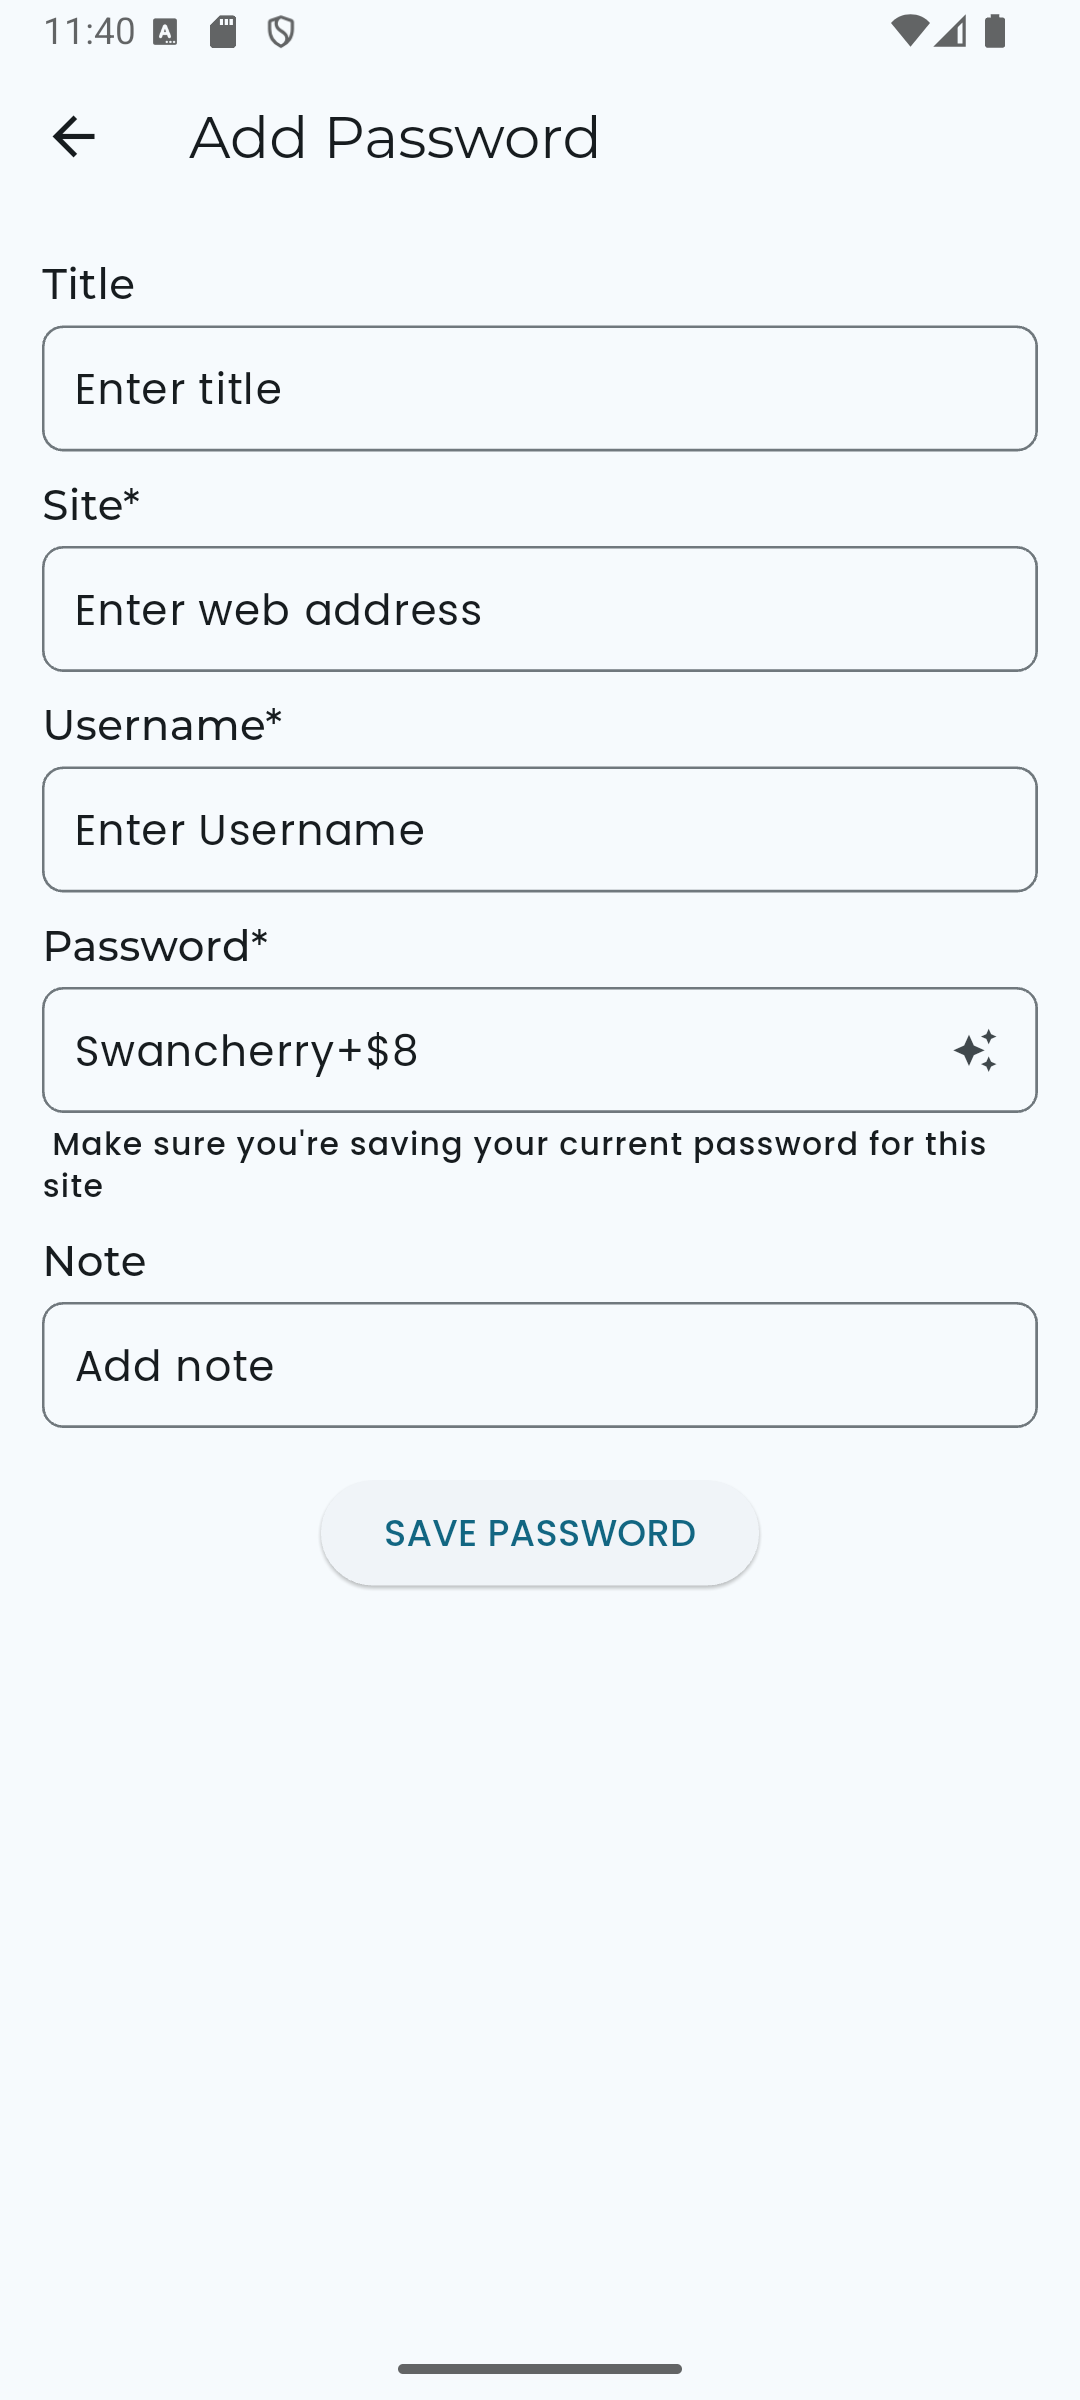 11:40
Add Password
Title
Enter title
Site*
Enter web address
Username*
Enter Username
Password*
Swancherry+$8
Make sure you're saving your current password for this
site
Note
Add note
SAVE PASSWORD